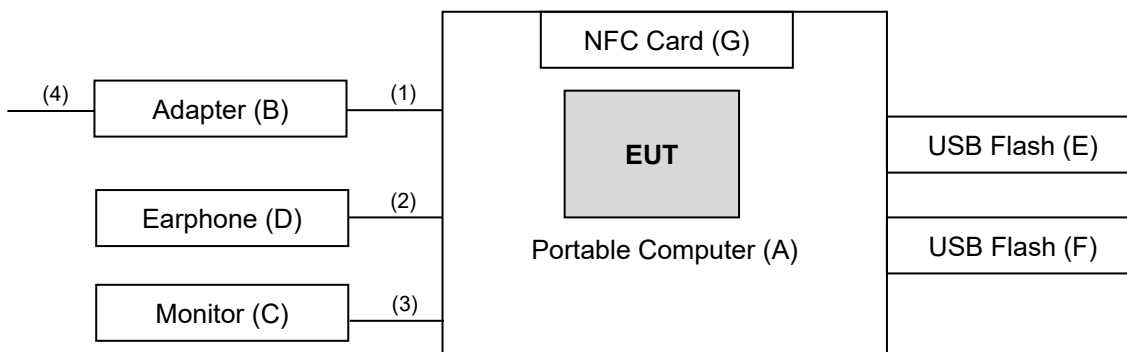 NFC Card (G)
(4)
Adapter (B)
(1)
EUT
USB Flash (E)
Earphone (D)
(2)
Portable Computer (A)
USB Flash (F)
Monitor (C)
(3)